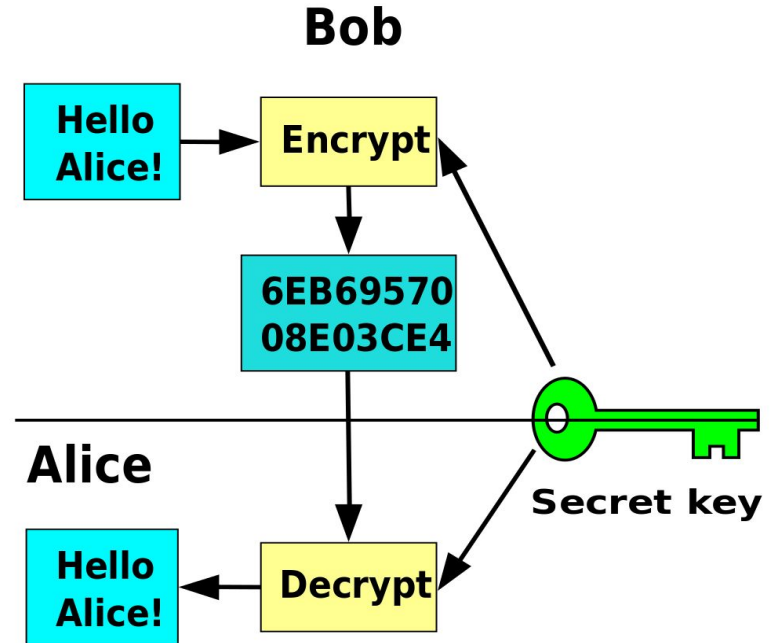 Bob
Hello
Alice!
Encrypt
6EB69570
08E03CE4
Alice
Secret key
Hello
Alice!
Decrypt